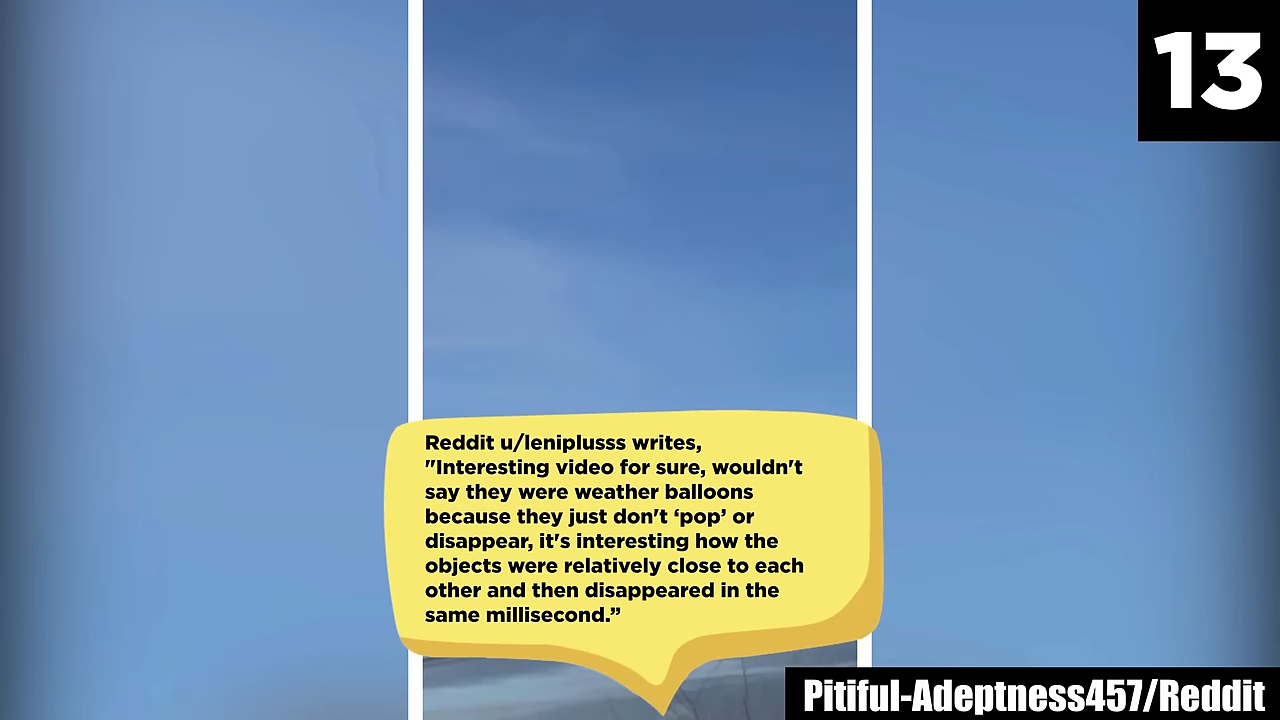 13
Reddit u/leniplusss writes,
"Interesting video for sure, wouldn't
say they were weather balloons
because they just don't ‘pop’ or
disappear, it's interesting how the
objects were relatively close to each
other and then disappeared in the
same millisecond.”
Pitiful-Adeptness457/Reddit